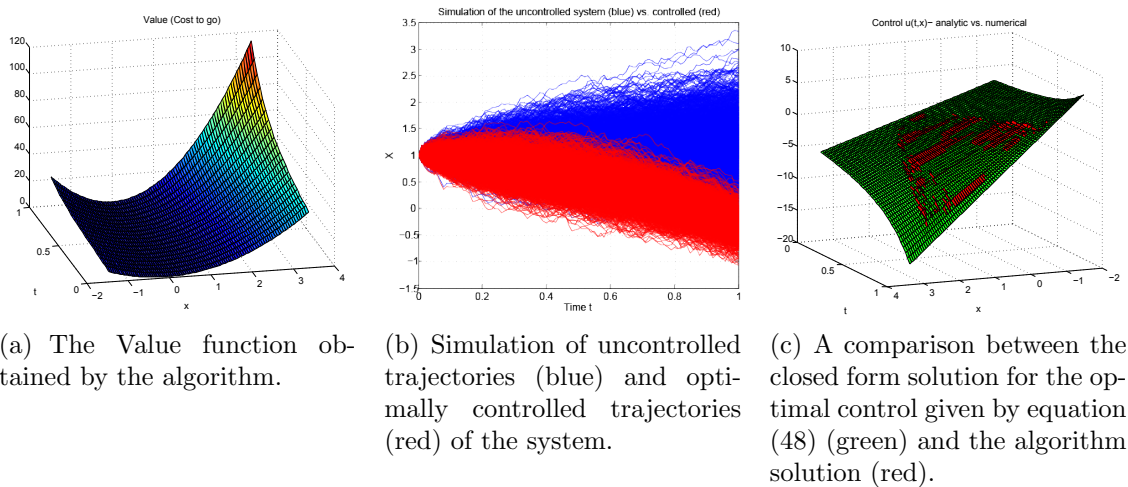 Value (Cost to go)
120
100
80
60
40
20
0
1
0.5
0
t
−2
−1
0
1
2
3
4
x
Simulation of the uncontrolled system (blue) vs. controlled (red)
3.5
3
2.5
2
1.5
1
0.5
0
−0.5
−1
−1.5
X
0
0.2
0.4
0.6
0.8
1
Time t
Control u(t,x)− analytic vs. numerical
10
5
0
−5
−10
−15
−20
0
0.5
1
t
4
3
2
1
0
−1
−2
x
(a) The Value function ob-
tained by the algorithm.
(b) Simulation of uncontrolled
trajectories (blue) and opti-
mally controlled trajectories
(red) of the system.
(c) A comparison between the
closed form solution for the op-
timal control given by equation
(48) (green) and the algorithm
solution (red).